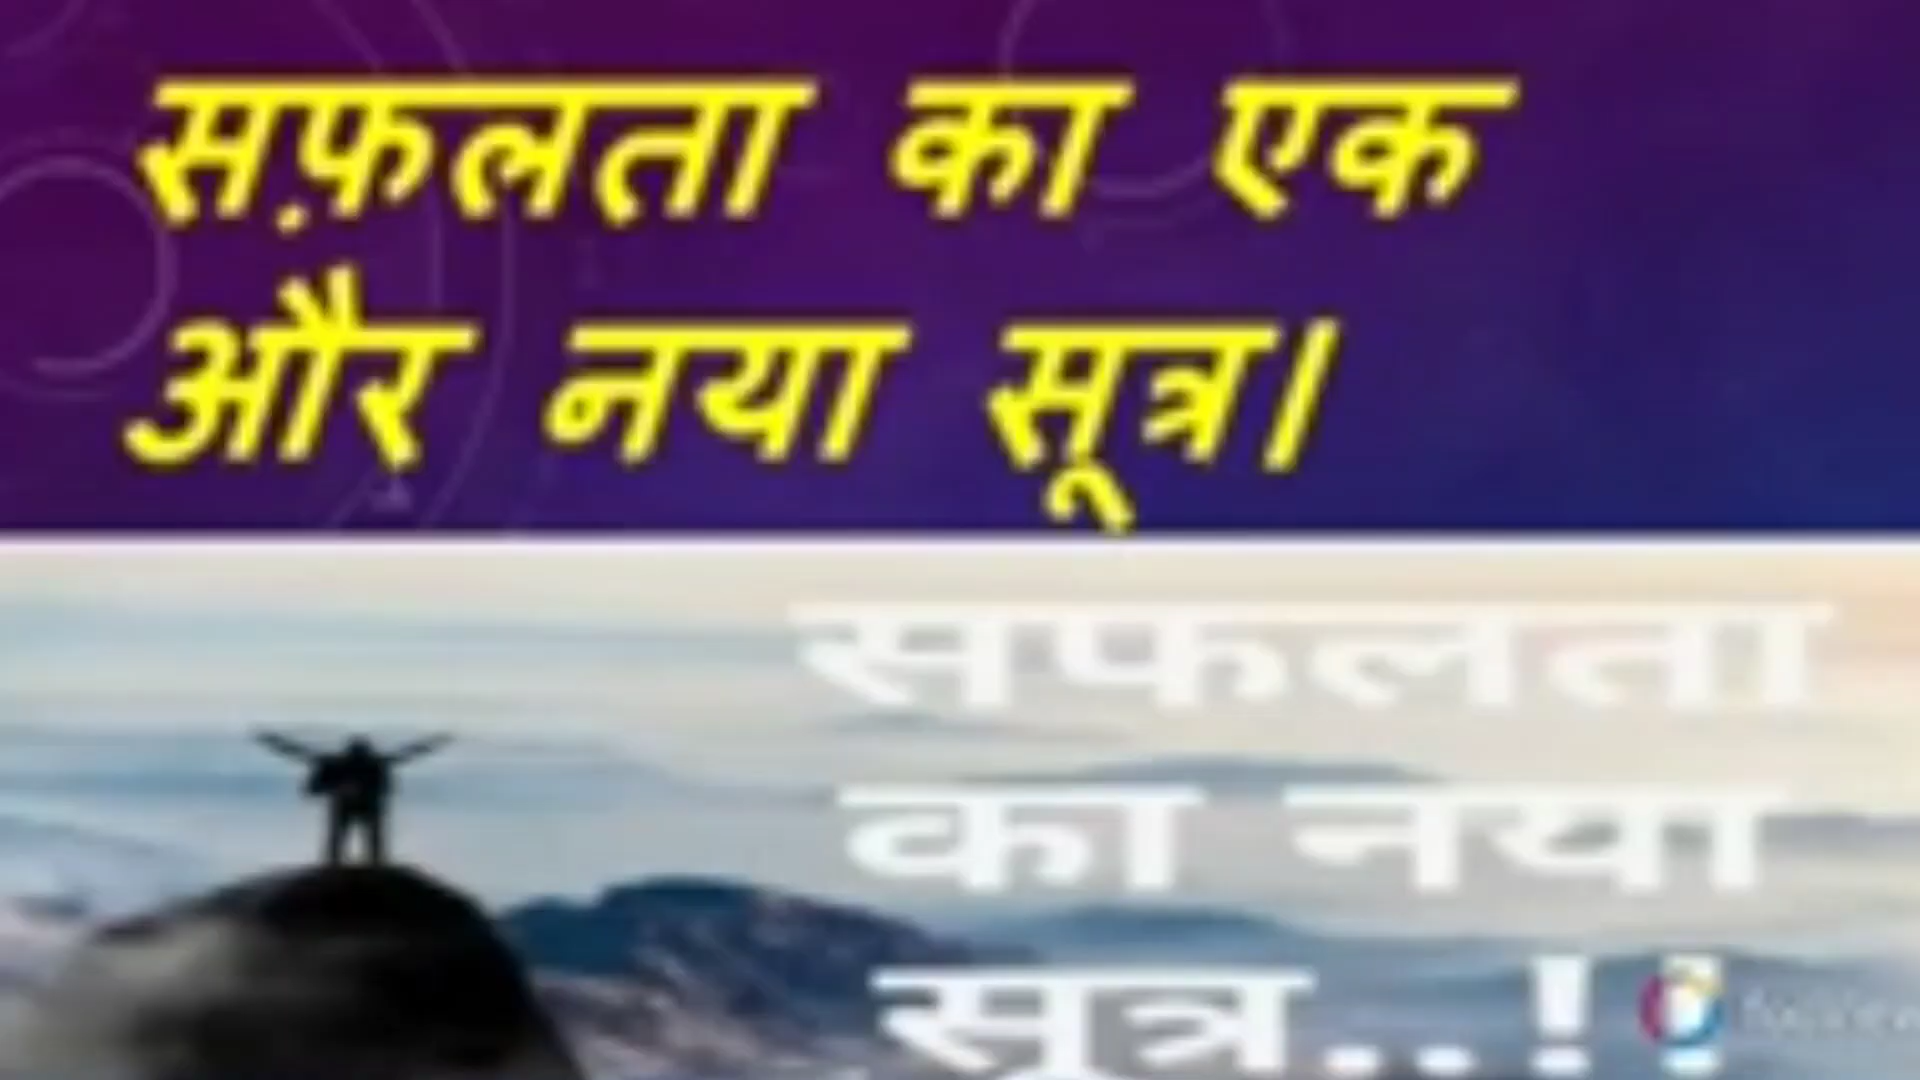 सफ़लता का एक
और नया सूत्र।
सफलता
का नया
सूत्र..!!